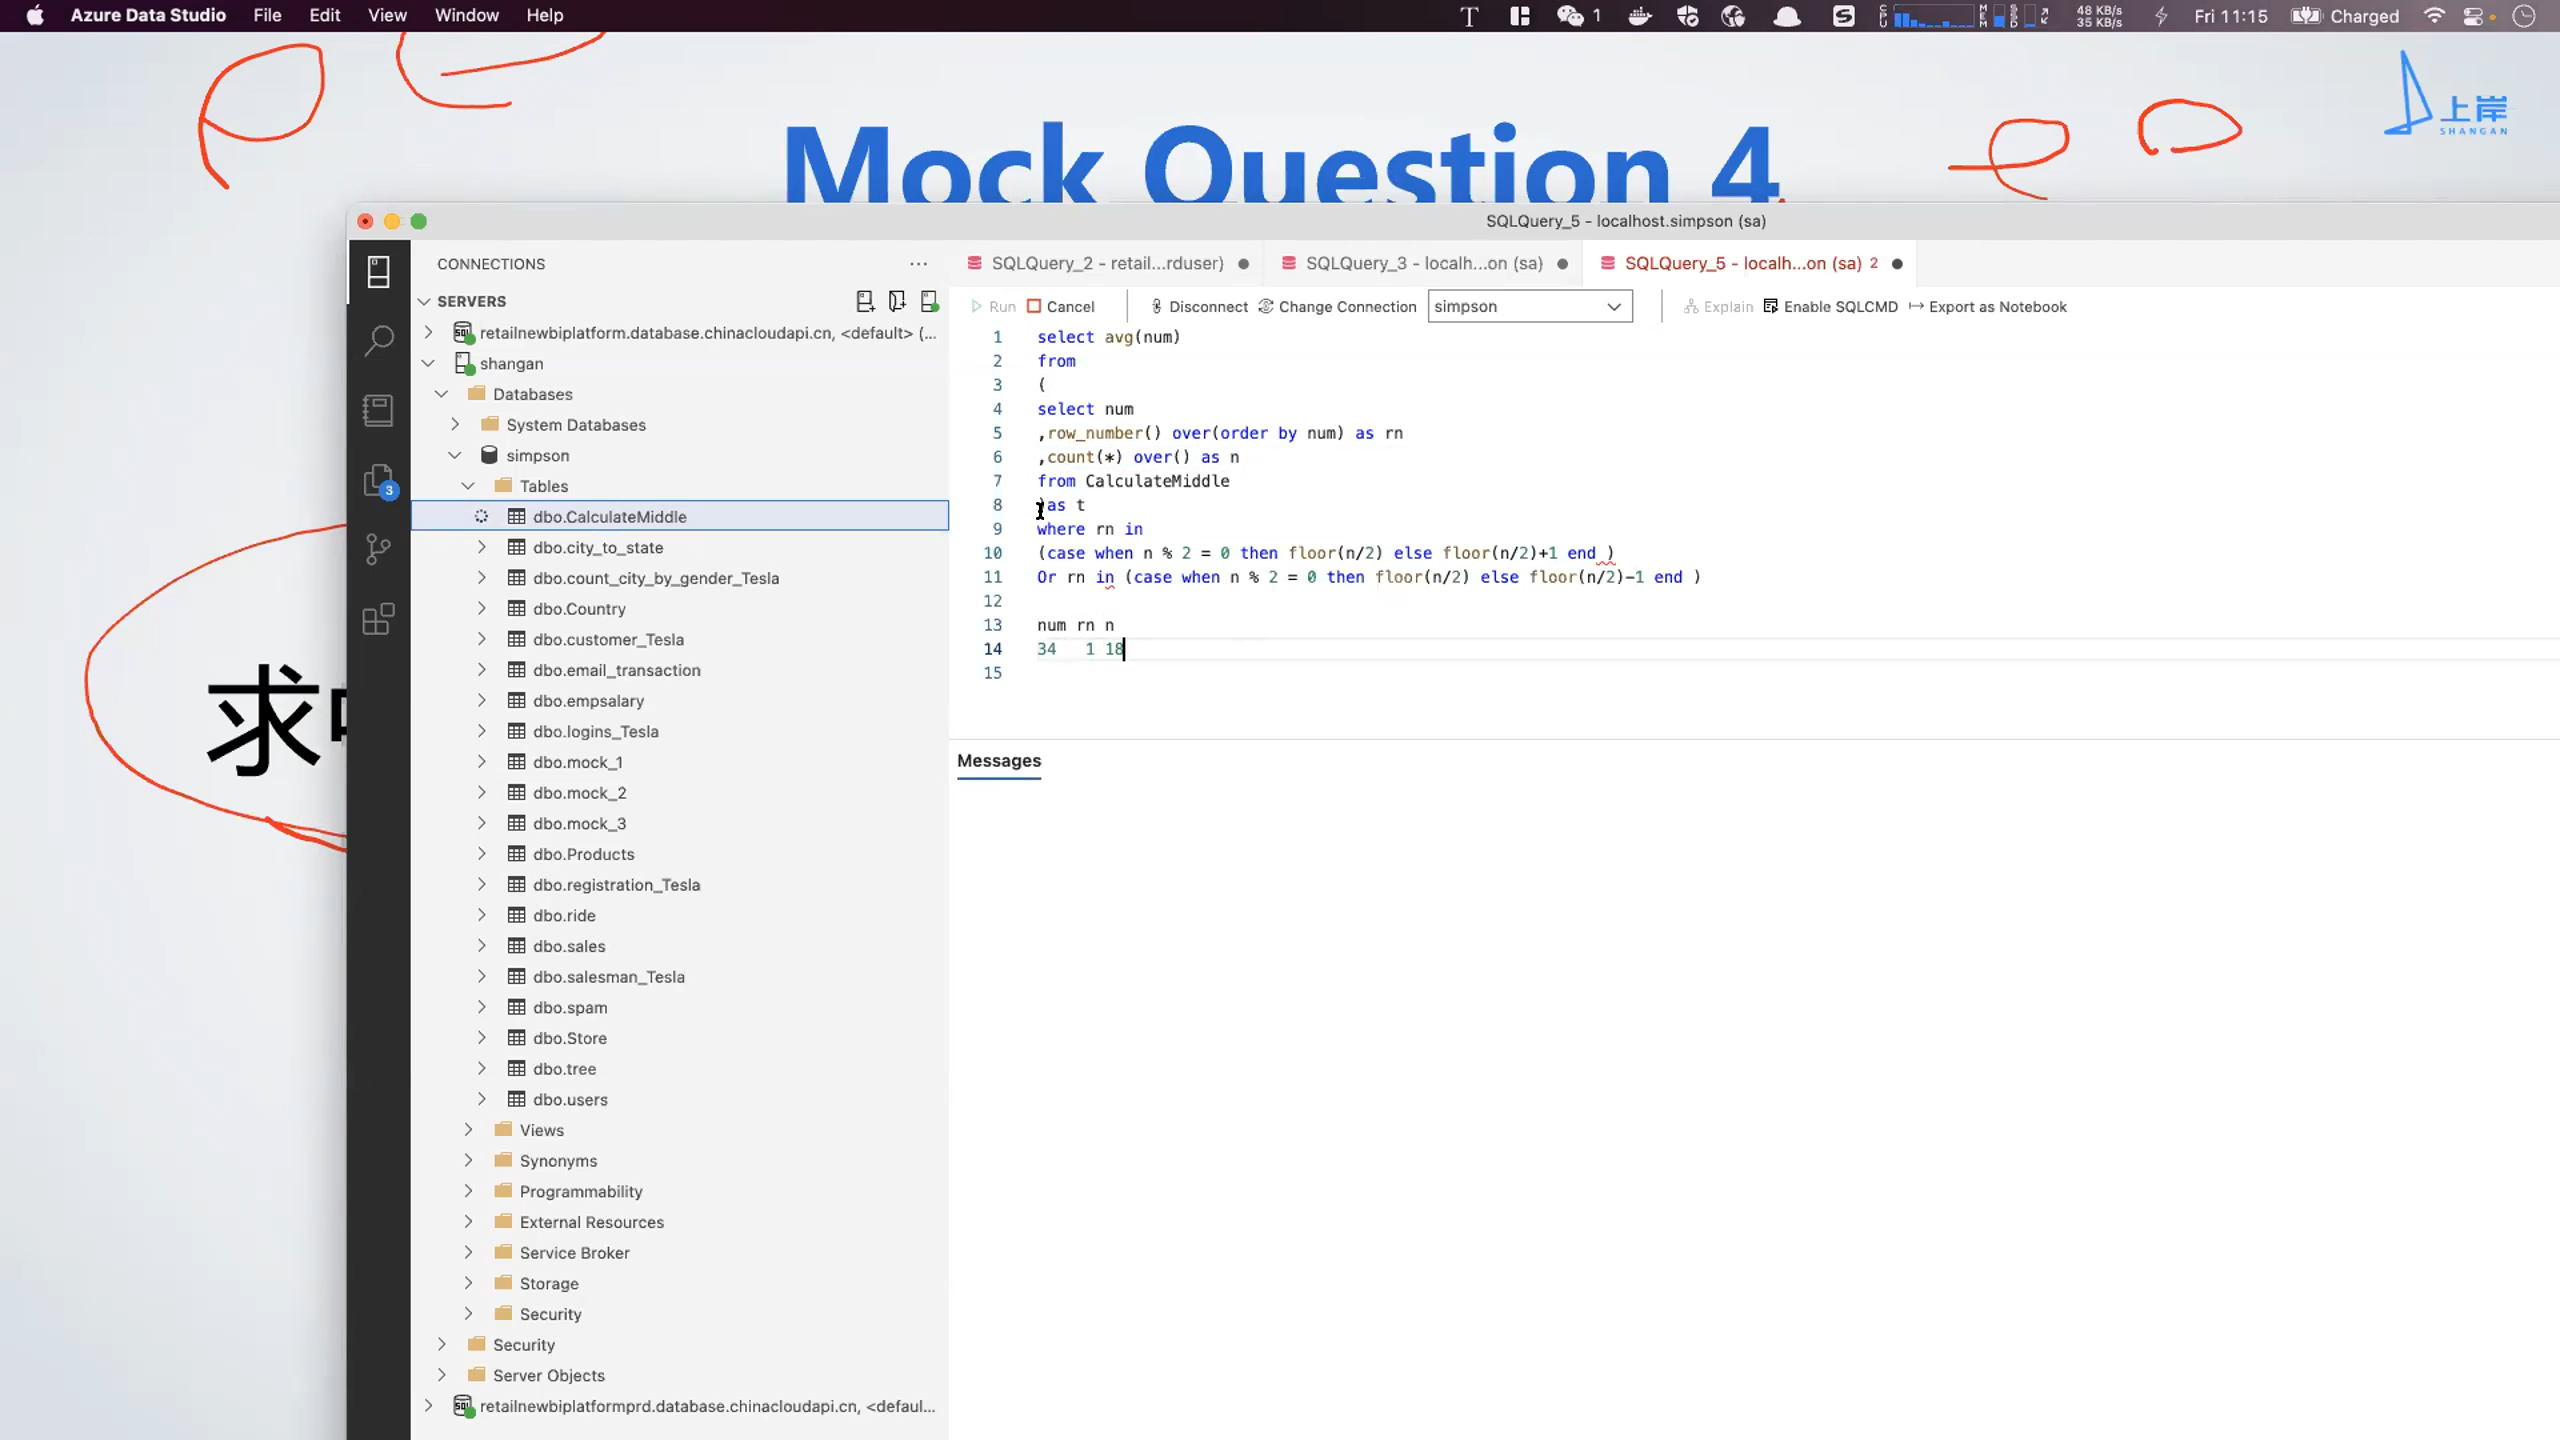 Azure Data Studio File Edit View Window Help
1 48 KB/s 35 KB/s Fri 11:15 Charged
上岸
SHANGAN
Mock Question 4
SQLQuery_5 - localhost.simpson (sa)
CONNECTIONS
SQLQuery_2 - retail...rduser)
SQLQuery_3 - localh...on (sa)
SQLQuery_5 - localh...on (sa) 2
SERVERS
Run Cancel Disconnect Change Connection simpson Explain Enable SQLCMD Export as Notebook
retailnewbiplatform.database.chinacloudapi.cn, <default> (...
shangan
Databases
System Databases
simpson
Tables
dbo.CalculateMiddle
dbo.city_to_state
dbo.count_city_by_gender_Tesla
dbo.Country
dbo.customer_Tesla
dbo.email_transaction
dbo.empsalary
dbo.logins_Tesla
dbo.mock_1
dbo.mock_2
dbo.mock_3
dbo.Products
dbo.registration_Tesla
dbo.ride
dbo.sales
dbo.salesman_Tesla
dbo.spam
dbo.Store
dbo.tree
dbo.users
Views
Synonyms
Programmability
External Resources
Service Broker
Storage
Security
Security
Server Objects
retailnewbiplatformprd.database.chinacloudapi.cn, <defaul...
3
求
1 select avg(num)
2 from
3 (
4 select num
5 ,row_number() over(order by num) as rn
6 ,count(*) over() as n
7 from CalculateMiddle
8 )as t
9 where rn in
10 (case when n % 2 = 0 then floor(n/2) else floor(n/2)+1 end )
11 Or rn in (case when n % 2 = 0 then floor(n/2) else floor(n/2)-1 end )
12
13 num rn n
14 34 1 18
15
Messages